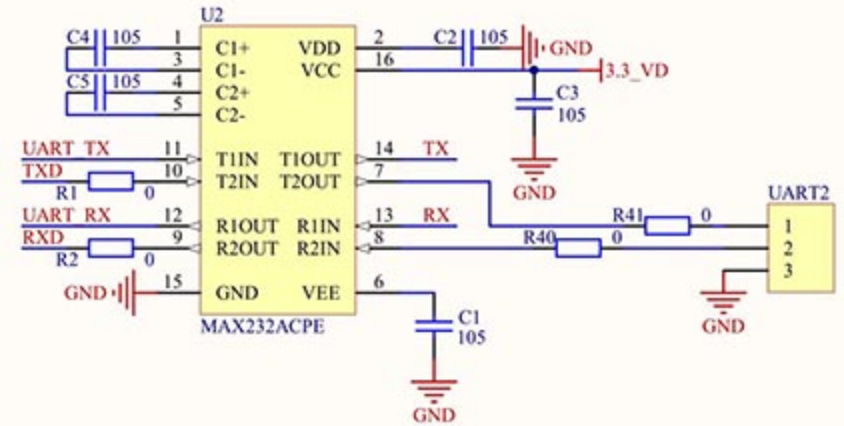 U2
C4 105 1 C1+ VDD 2 C2 105 GND
3 C1- VCC 16 3.3_VD
C5 105 4 C2+ C3
5 C2- 105
UART_TX 11 T1IN T1OUT 14 TX
TXD 10 T2IN T2OUT 7 GND
R1 0 UART2
UART_RX 12 R1OUT R1IN 13 RX R41 0 1
RXD 9 R2OUT R2IN 8 R40 0 2
R2 0 3
GND 15 GND VEE 6 GND
MAX232ACPE C1
105
GND